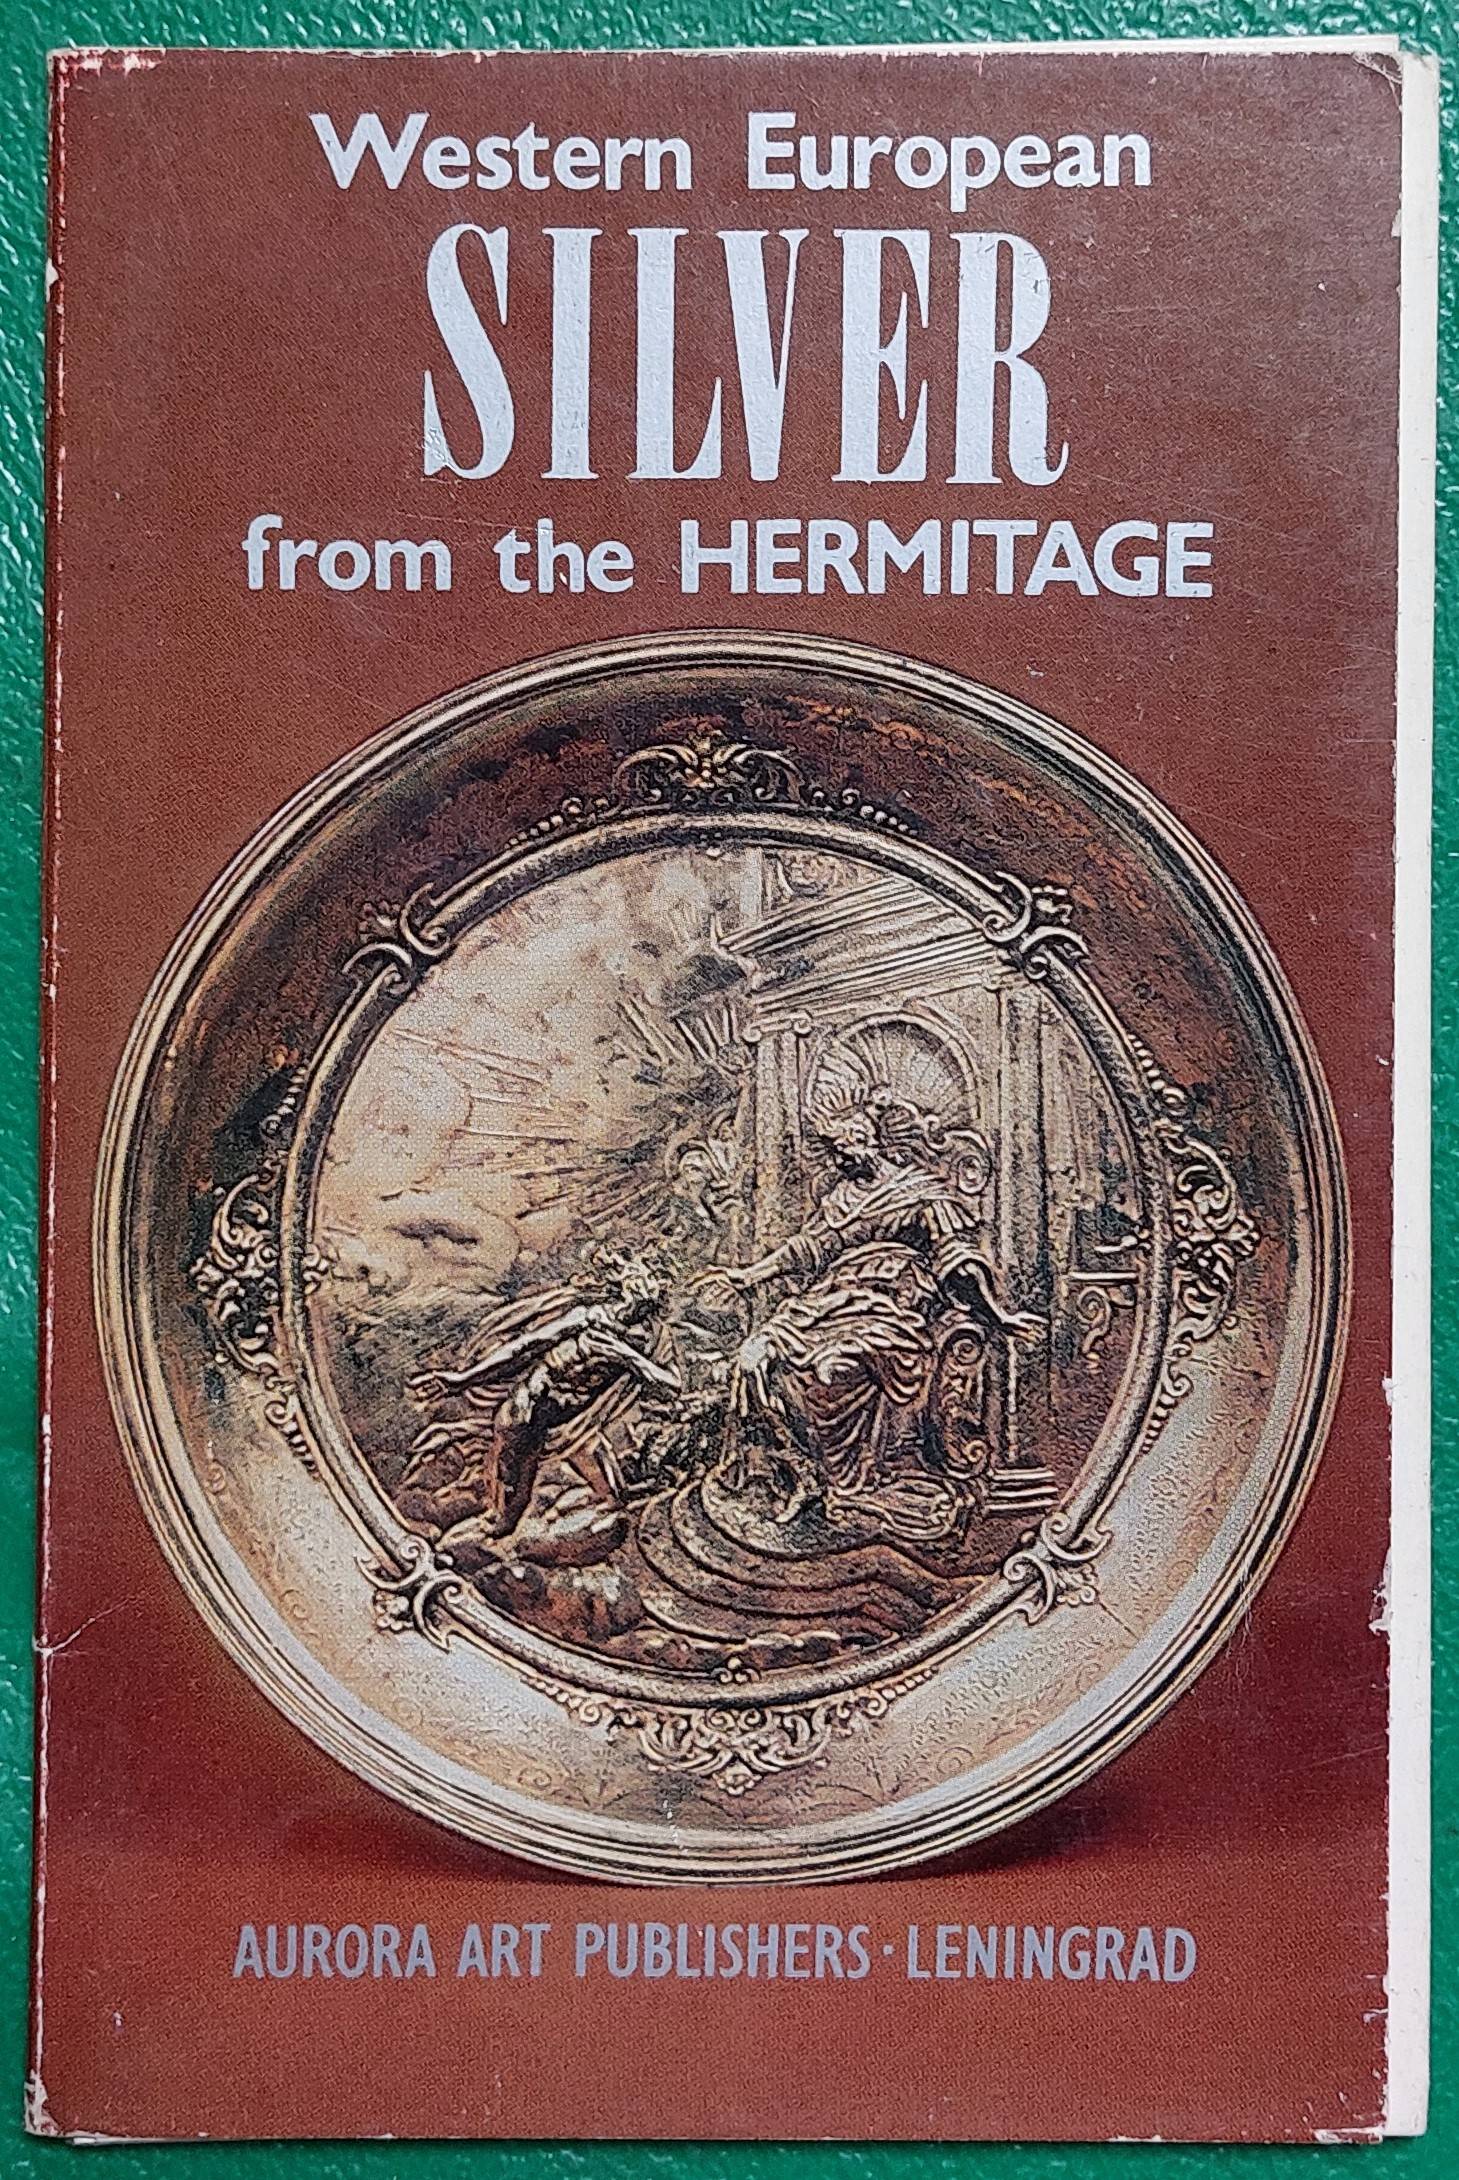 Western European
SILVER
from the HERMITAGE
AURORA ART PUBLISHERS · LENINGRAD